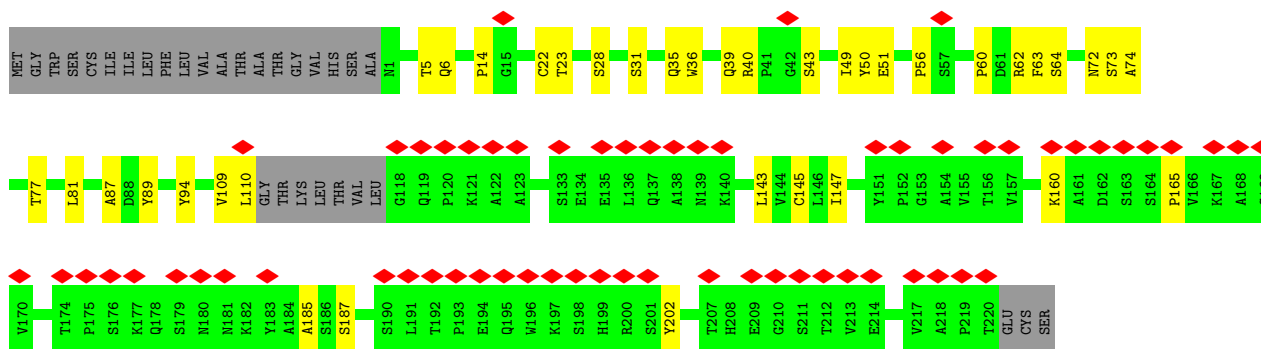 MET GLY TRP SER CYS ILE ILE LEU PHE LEU VAL ALA THR ALA THR GLY VAL HIS SER ALA N1 T5 Q6 P14 G15 C22 T23 S28 S31 Q35 W36 Q39 R40 P41 G42 S43 I49 Y50 E51 P56 S57 P60 D61 R62 F63 S64 N72 S73 A74
T77 L81 A87 D88 Y89 Y94 V109 L110 GLY THR LYS LEU THR VAL LEU G118 Q119 P120 K121 A122 A123 S133 E134 E135 L136 Q137 A138 N139 K140 L143 V144 C145 L146 I147 Y151 P152 G153 A154 V155 T156 V157 K160 A161 D162 S163 S164 P165 V166 K167 A168
V170 T174 P175 S176 K177 Q178 S179 N180 N181 K182 Y183 A184 A185 S186 S187 S190 L191 T192 P193 E194 Q195 W196 K197 S198 H199 R200 S201 Y202 T207 H208 E209 G210 S211 T212 V213 E214 V217 A218 P219 T220 GLU CYS SER